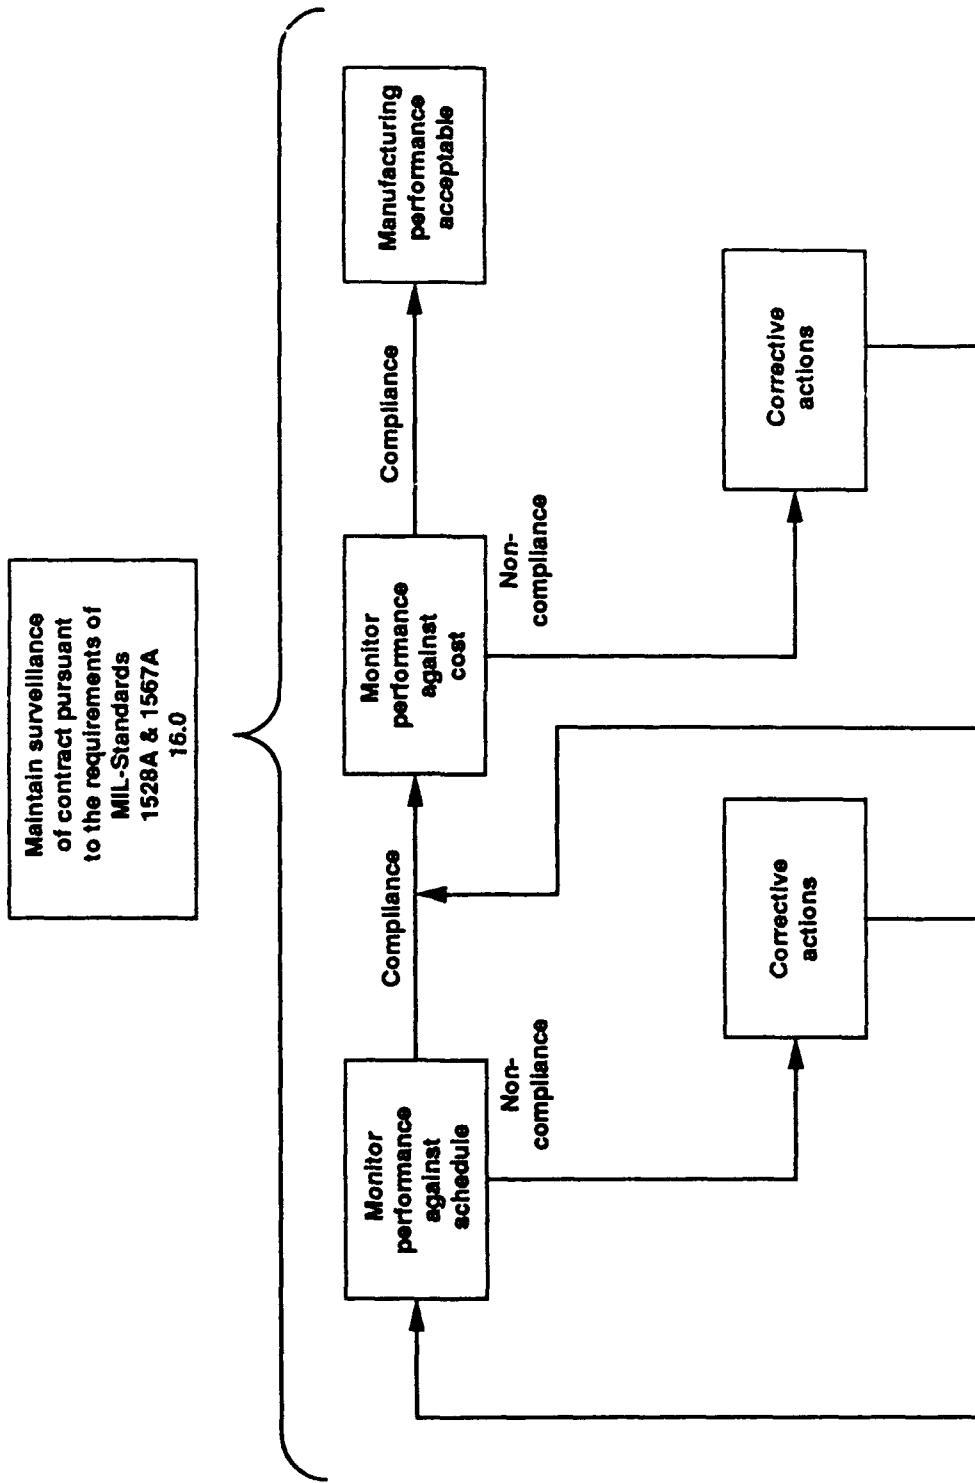 Maintain surveillance
of contract pursuant
to the requirements of
MIL-Standards
1528A & 1567A
16.0
Monitor
performance
against
schedule
Compliance
Monitor
performance
against
cost
Compliance
Manufacturing
performance
acceptable
Non-
compliance
Non-
compliance
Corrective
actions
Corrective
actions